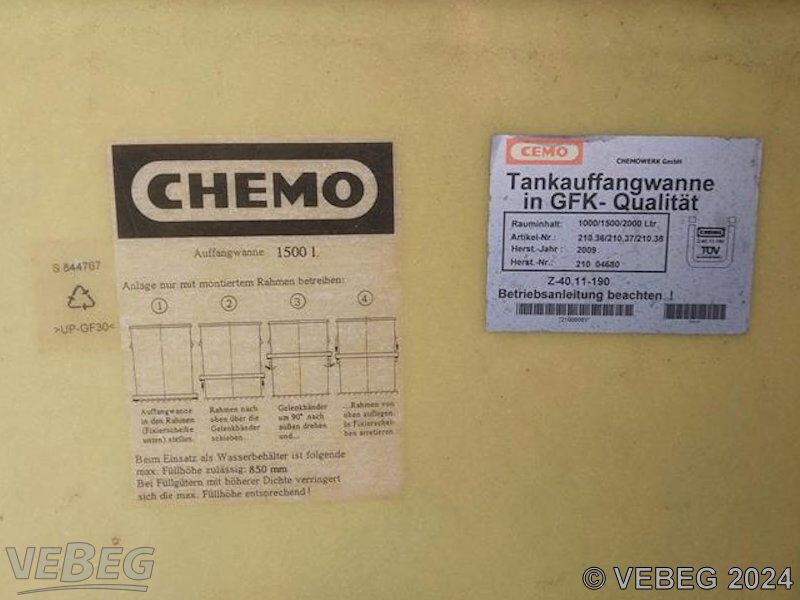 CHEMO
Auffangwanne 1500 l
Anlage nur mit montiertem Rahmen betreiben:
1 2 3 4
Auffangwanne
in den Rahmen
(Fixierscheibe
unten) stellen.
Rahmen nach
oben über die
Gelenkbänder
schieben.
Gelenkbänder
um 90° nach
außen drehen
und...
...Rahmen von
oben auflegen.
In Fixierschei-
ben arretieren.
Beim Einsatz als Wasserbehälter ist folgende
max. Füllhöhe zulässig: 850 mm
Bei Füllgütern mit höherer Dichte verringert
sich die max. Füllhöhe entsprechend!
S 844767
>UP-GF30<
CEMO
CHEMOWERK GmbH
Tankauffangwanne
in GFK- Qualität
Rauminhalt: 1000/1500/2000 Ltr.
Artikel-Nr.: 210.36/210.37/210.38
Herst.-Jahr : 2009
Herst.-Nr.: 210 04680
Z-40.11-190
TÜV
Z-40.11-190
Betriebsanleitung beachten !
VEBEG
© VEBEG 2024